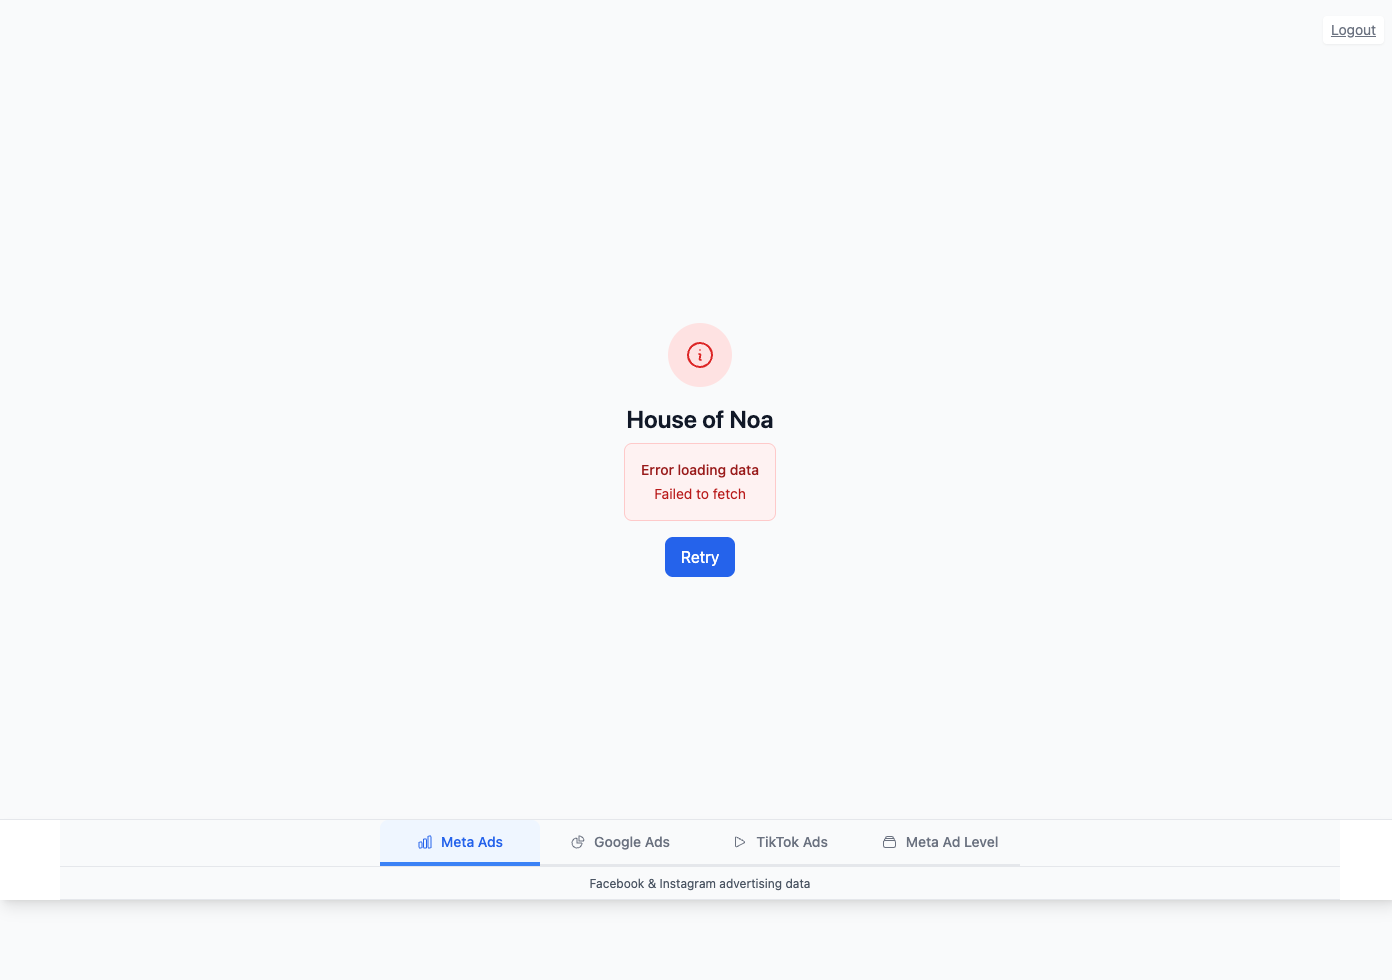 Logout
House of Noa
Error loading data
Failed to fetch
Retry
Meta Ads
Google Ads
TikTok Ads
Meta Ad Level
Facebook & Instagram advertising data